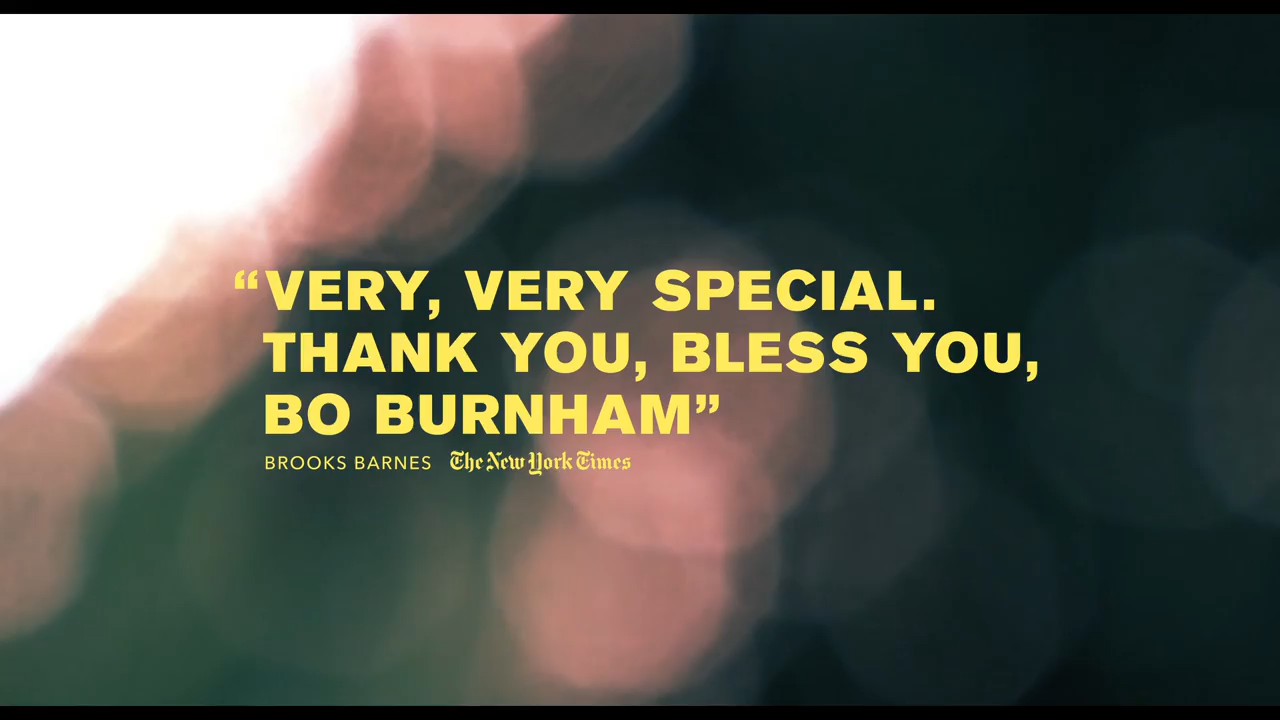 “VERY, VERY SPECIAL.
THANK YOU, BLESS YOU,
BO BURNHAM”
BROOKS BARNES The New York Times